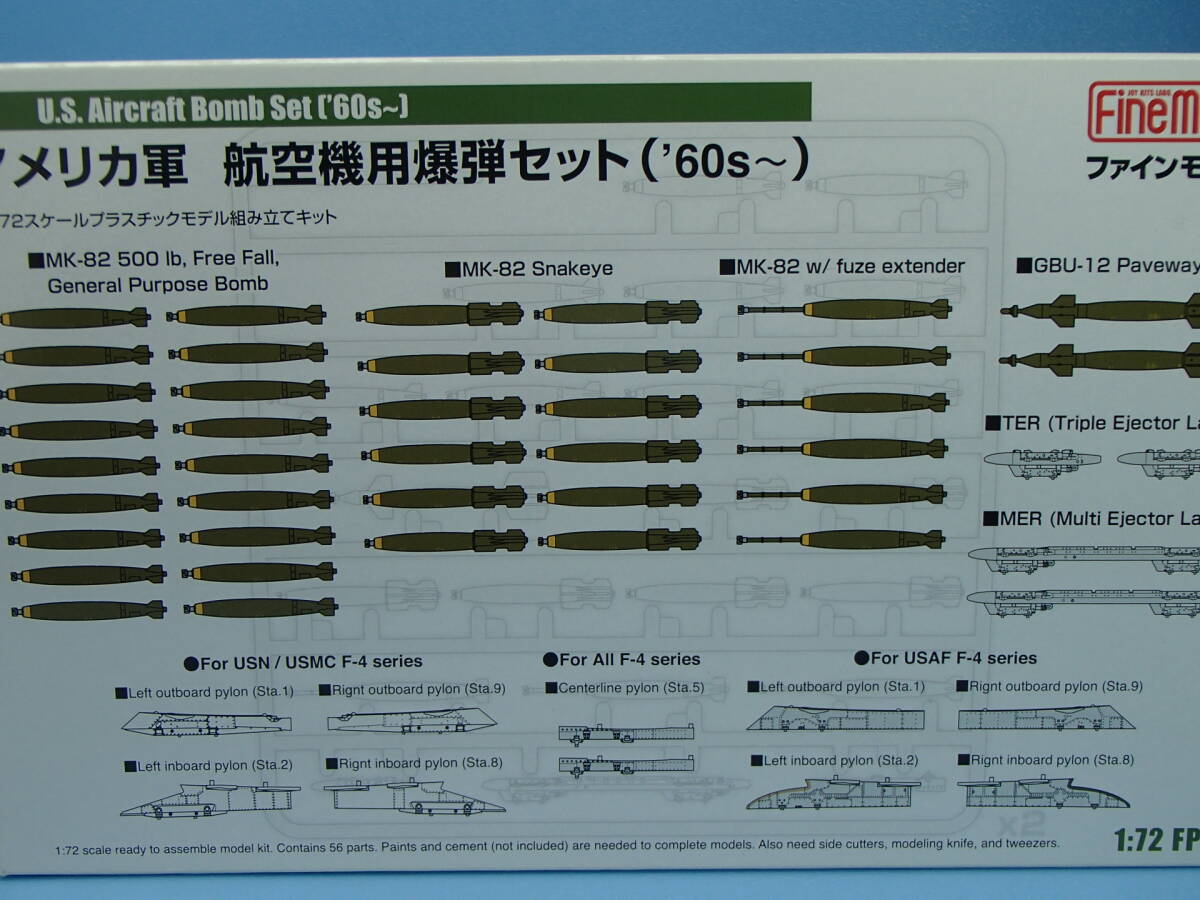 U.S. Aircraft Bomb Set ('60s~)
JOY KITS LABO
FineM
メリカ軍 航空機用爆弾セット('60s～)
ファインモ
72スケールプラスチックモデル組み立てキット
■MK-82 500 lb, Free Fall,
General Purpose Bomb
■MK-82 Snakeye
■MK-82 w/ fuze extender
■GBU-12 Paveway
■TER (Triple Ejector La
■MER (Multi Ejector La
●For USN / USMC F-4 series
■Left outboard pylon (Sta.1)
■Rignt outboard pylon (Sta.9)
■Left inboard pylon (Sta.2)
■Rignt inboard pylon (Sta.8)
●For All F-4 series
■Centerline pylon (Sta.5)
●For USAF F-4 series
■Left outboard pylon (Sta.1)
■Rignt outboard pylon (Sta.9)
■Left inboard pylon (Sta.2)
■Rignt inboard pylon (Sta.8)
x2
1:72 scale ready to assemble model kit. Contains 56 parts. Paints and cement (not included) are needed to complete models. Also need side cutters, modeling knife, and tweezers.
1:72 FP